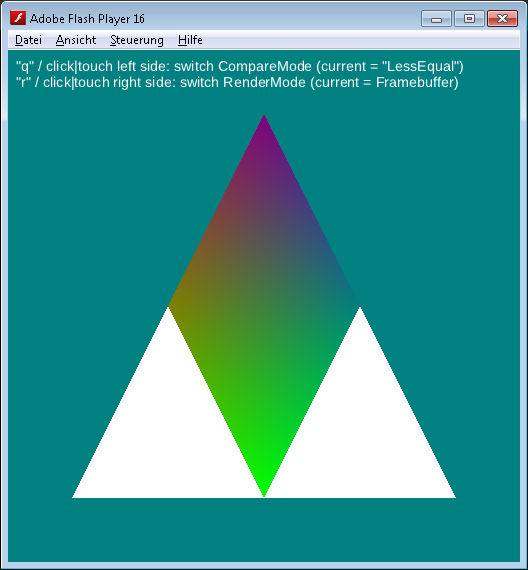 Adobe Flash Player 16
Datei Ansicht Steuerung Hilfe
"q" / click|touch left side: switch CompareMode (current = "LessEqual")
"r" / click|touch right side: switch RenderMode (current = Framebuffer)